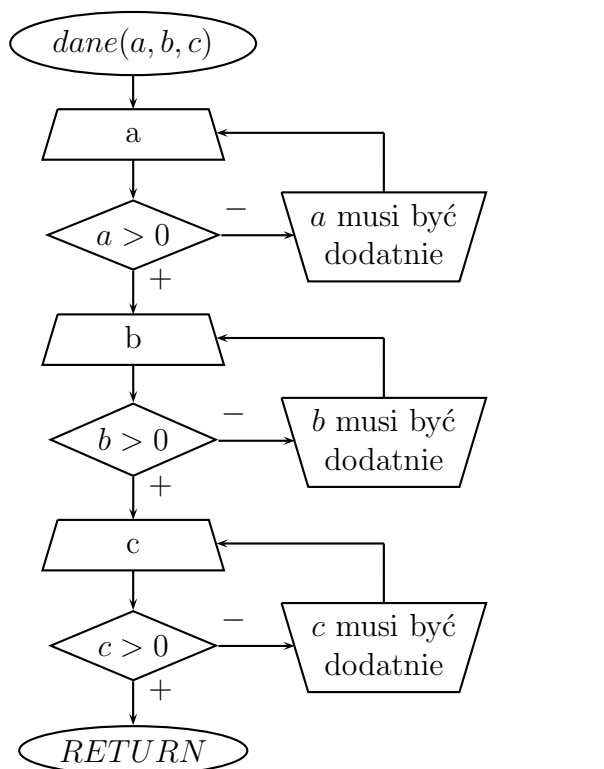 dane(a, b, c)
a
a > 0
−
a musi być
dodatnie
+
b
b > 0
−
b musi być
dodatnie
+
c
c > 0
−
c musi być
dodatnie
+
RETURN